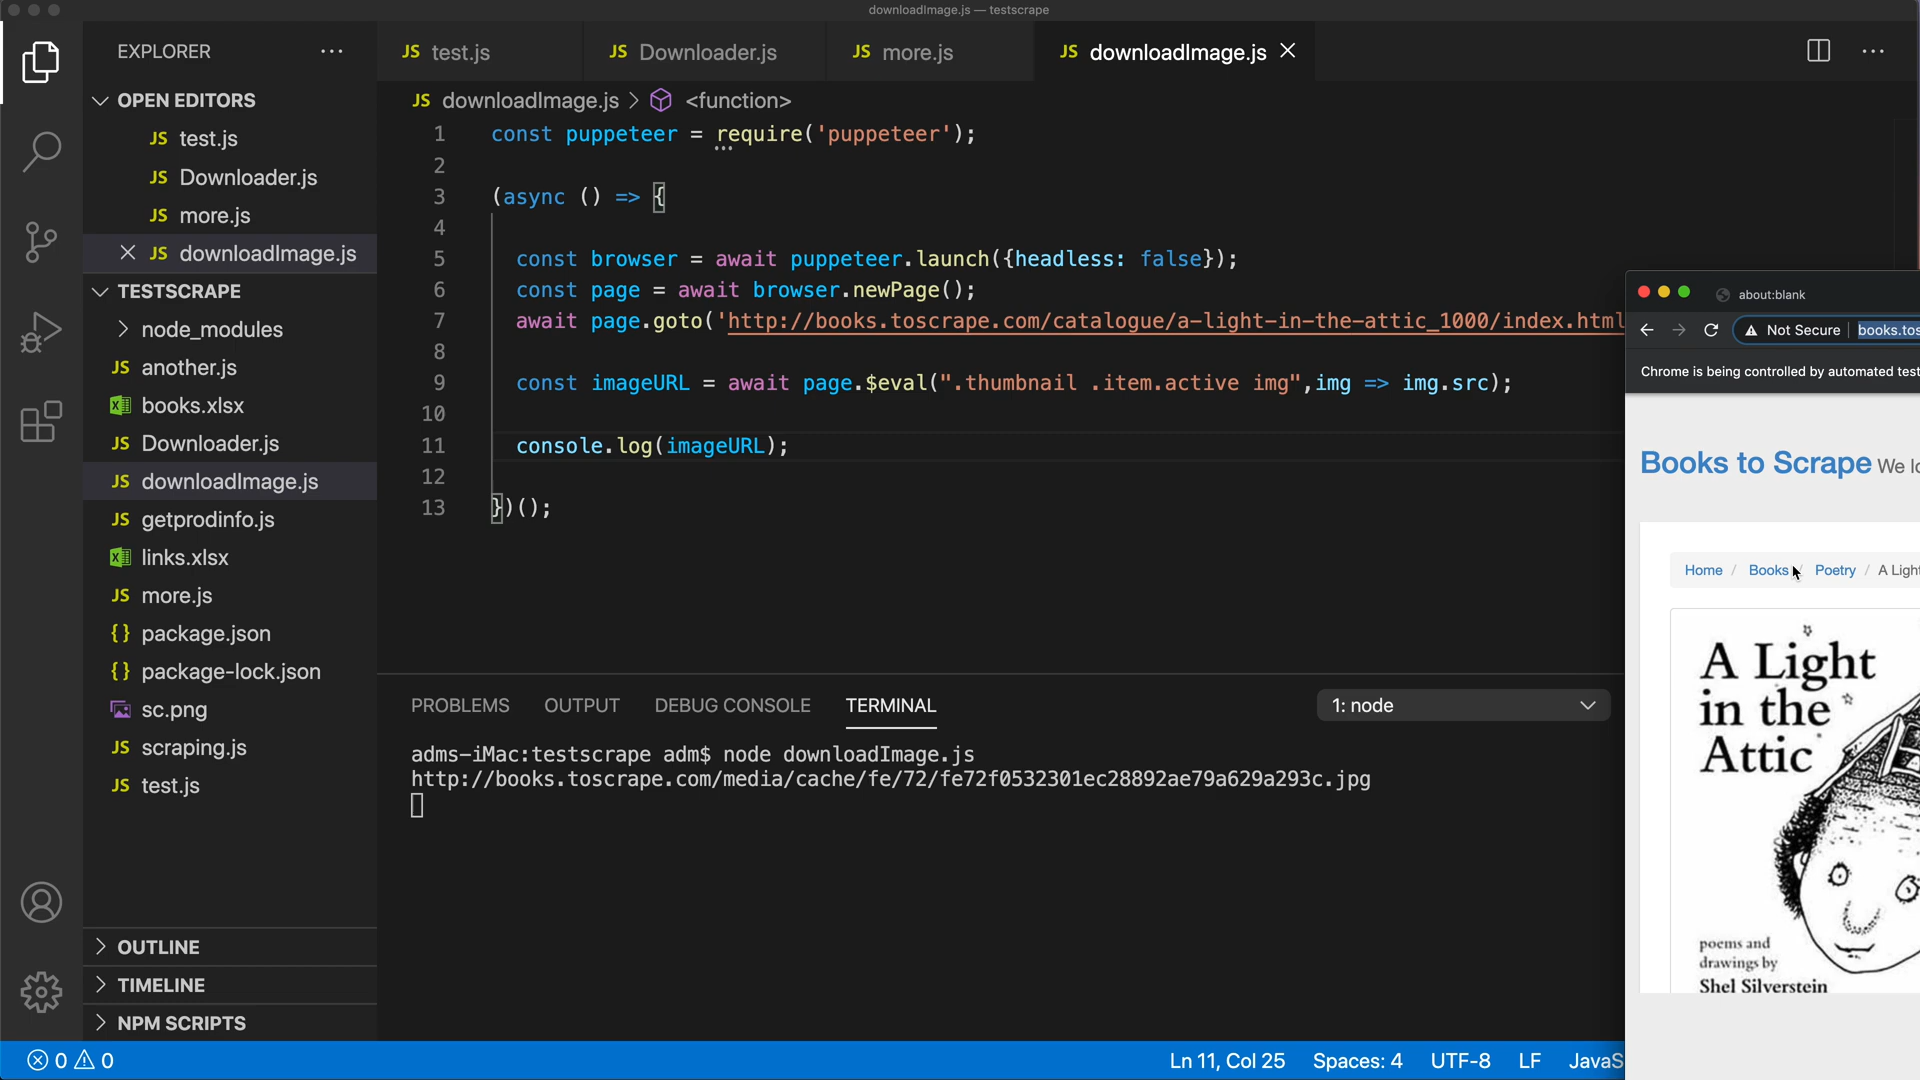 downloadImage.js — testscrape
EXPLORER
JS test.js
JS Downloader.js
JS more.js
JS downloadImage.js
OPEN EDITORS
JS test.js
JS Downloader.js
JS more.js
JS downloadImage.js
TESTSCRAPE
node_modules
JS another.js
books.xlsx
JS Downloader.js
JS downloadImage.js
JS getprodinfo.js
links.xlsx
JS more.js
{} package.json
{} package-lock.json
sc.png
JS scraping.js
JS test.js
OUTLINE
TIMELINE
NPM SCRIPTS
JS downloadImage.js > <function>
1 const puppeteer = require('puppeteer');
2
3 (async () => {
4
5 const browser = await puppeteer.launch({headless: false});
6 const page = await browser.newPage();
7 await page.goto('http://books.toscrape.com/catalogue/a-light-in-the-attic_1000/index.html
8
9 const imageURL = await page.$eval(".thumbnail .item.active img",img => img.src);
10
11 console.log(imageURL);
12
13 })();
PROBLEMS
OUTPUT
DEBUG CONSOLE
TERMINAL
1: node
adms-iMac:testscrape adm$ node downloadImage.js
http://books.toscrape.com/media/cache/fe/72/fe72f0532301ec28892ae79a629a293c.jpg
about:blank
Not Secure | books.tos
Chrome is being controlled by automated test
Books to Scrape We lo
Home / Books / Poetry / A Light
A Light
in the
Attic
poems and
drawings by
Shel Silverstein
0 0
Ln 11, Col 25
Spaces: 4
UTF-8
LF
JavaS